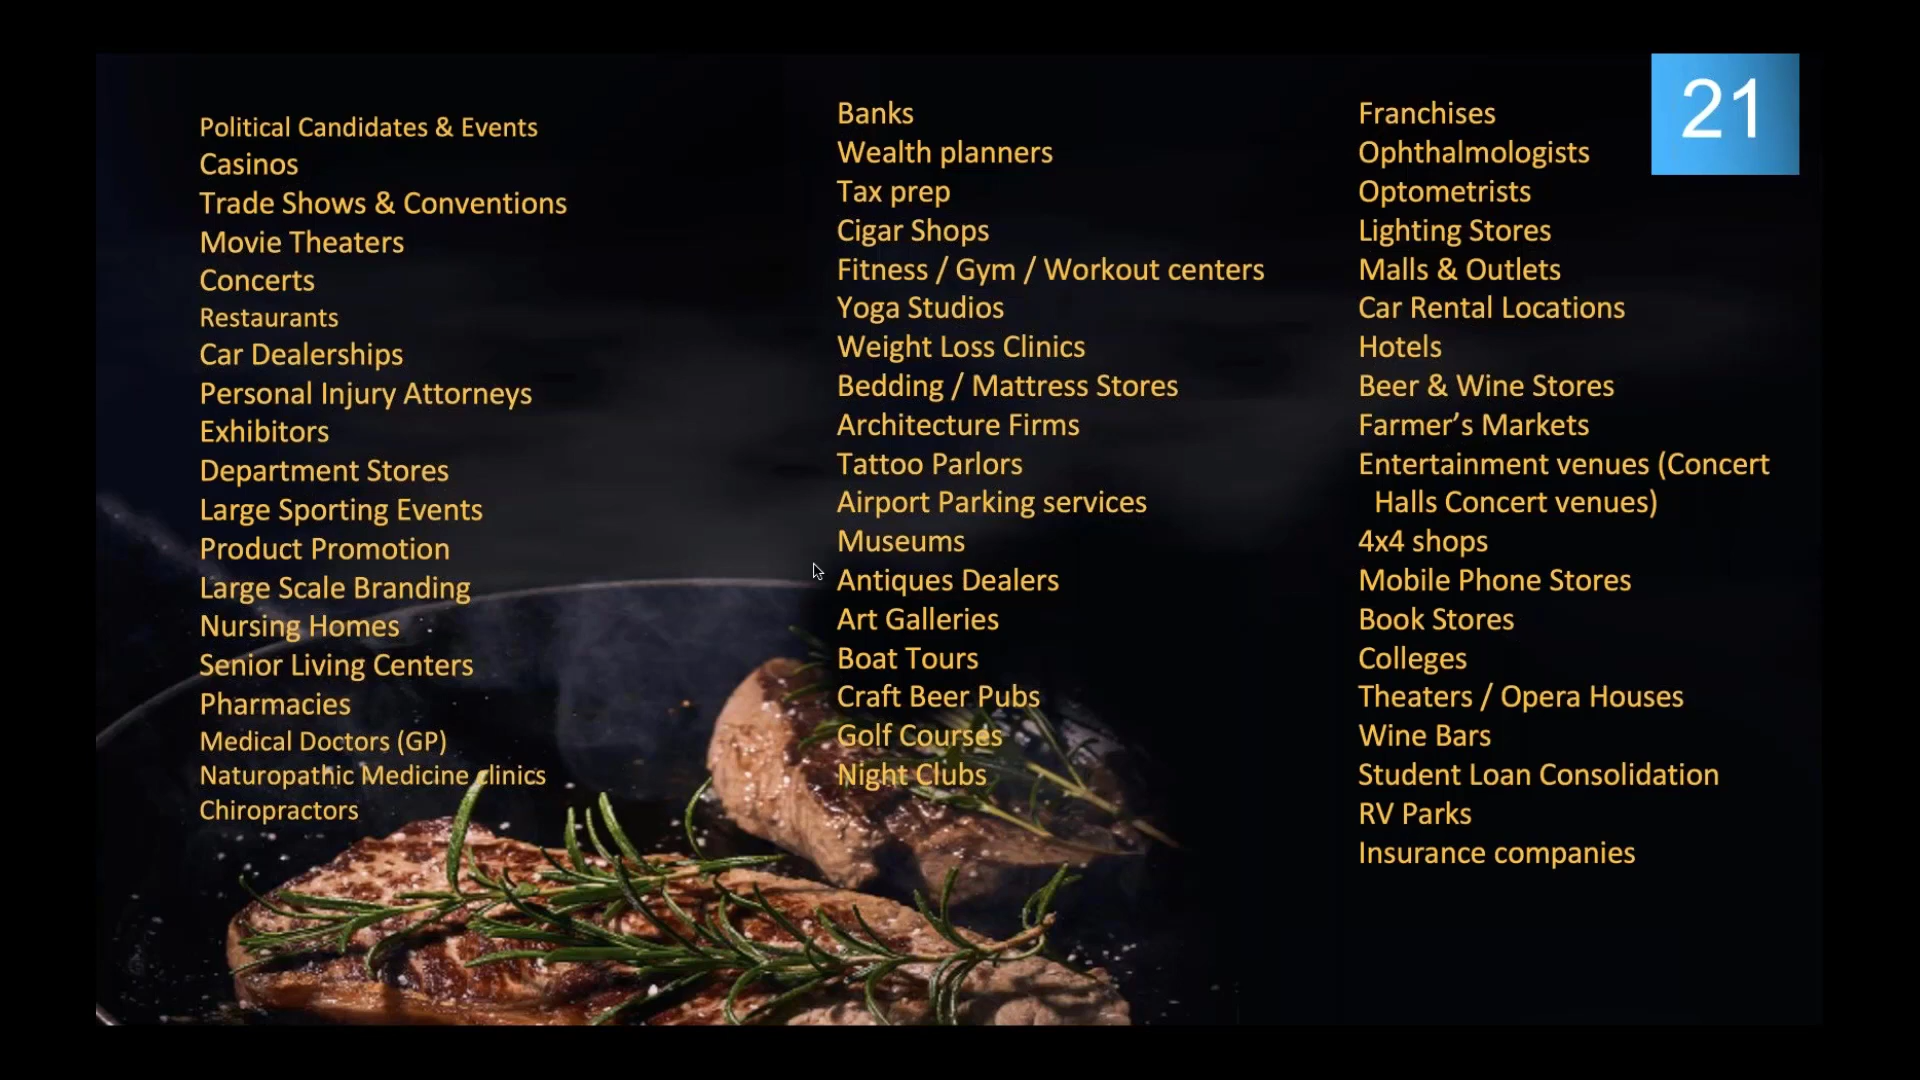 21
Political Candidates & Events
Casinos
Trade Shows & Conventions
Movie Theaters
Concerts
Restaurants
Car Dealerships
Personal Injury Attorneys
Exhibitors
Department Stores
Large Sporting Events
Product Promotion
Large Scale Branding
Nursing Homes
Senior Living Centers
Pharmacies
Medical Doctors (GP)
Naturopathic Medicine clinics
Chiropractors
Banks
Wealth planners
Tax prep
Cigar Shops
Fitness / Gym / Workout centers
Yoga Studios
Weight Loss Clinics
Bedding / Mattress Stores
Architecture Firms
Tattoo Parlors
Airport Parking services
Museums
Antiques Dealers
Art Galleries
Boat Tours
Craft Beer Pubs
Golf Courses
Night Clubs
Franchises
Ophthalmologists
Optometrists
Lighting Stores
Malls & Outlets
Car Rental Locations
Hotels
Beer & Wine Stores
Farmer’s Markets
Entertainment venues (Concert
Halls Concert venues)
4x4 shops
Mobile Phone Stores
Book Stores
Colleges
Theaters / Opera Houses
Wine Bars
Student Loan Consolidation
RV Parks
Insurance companies